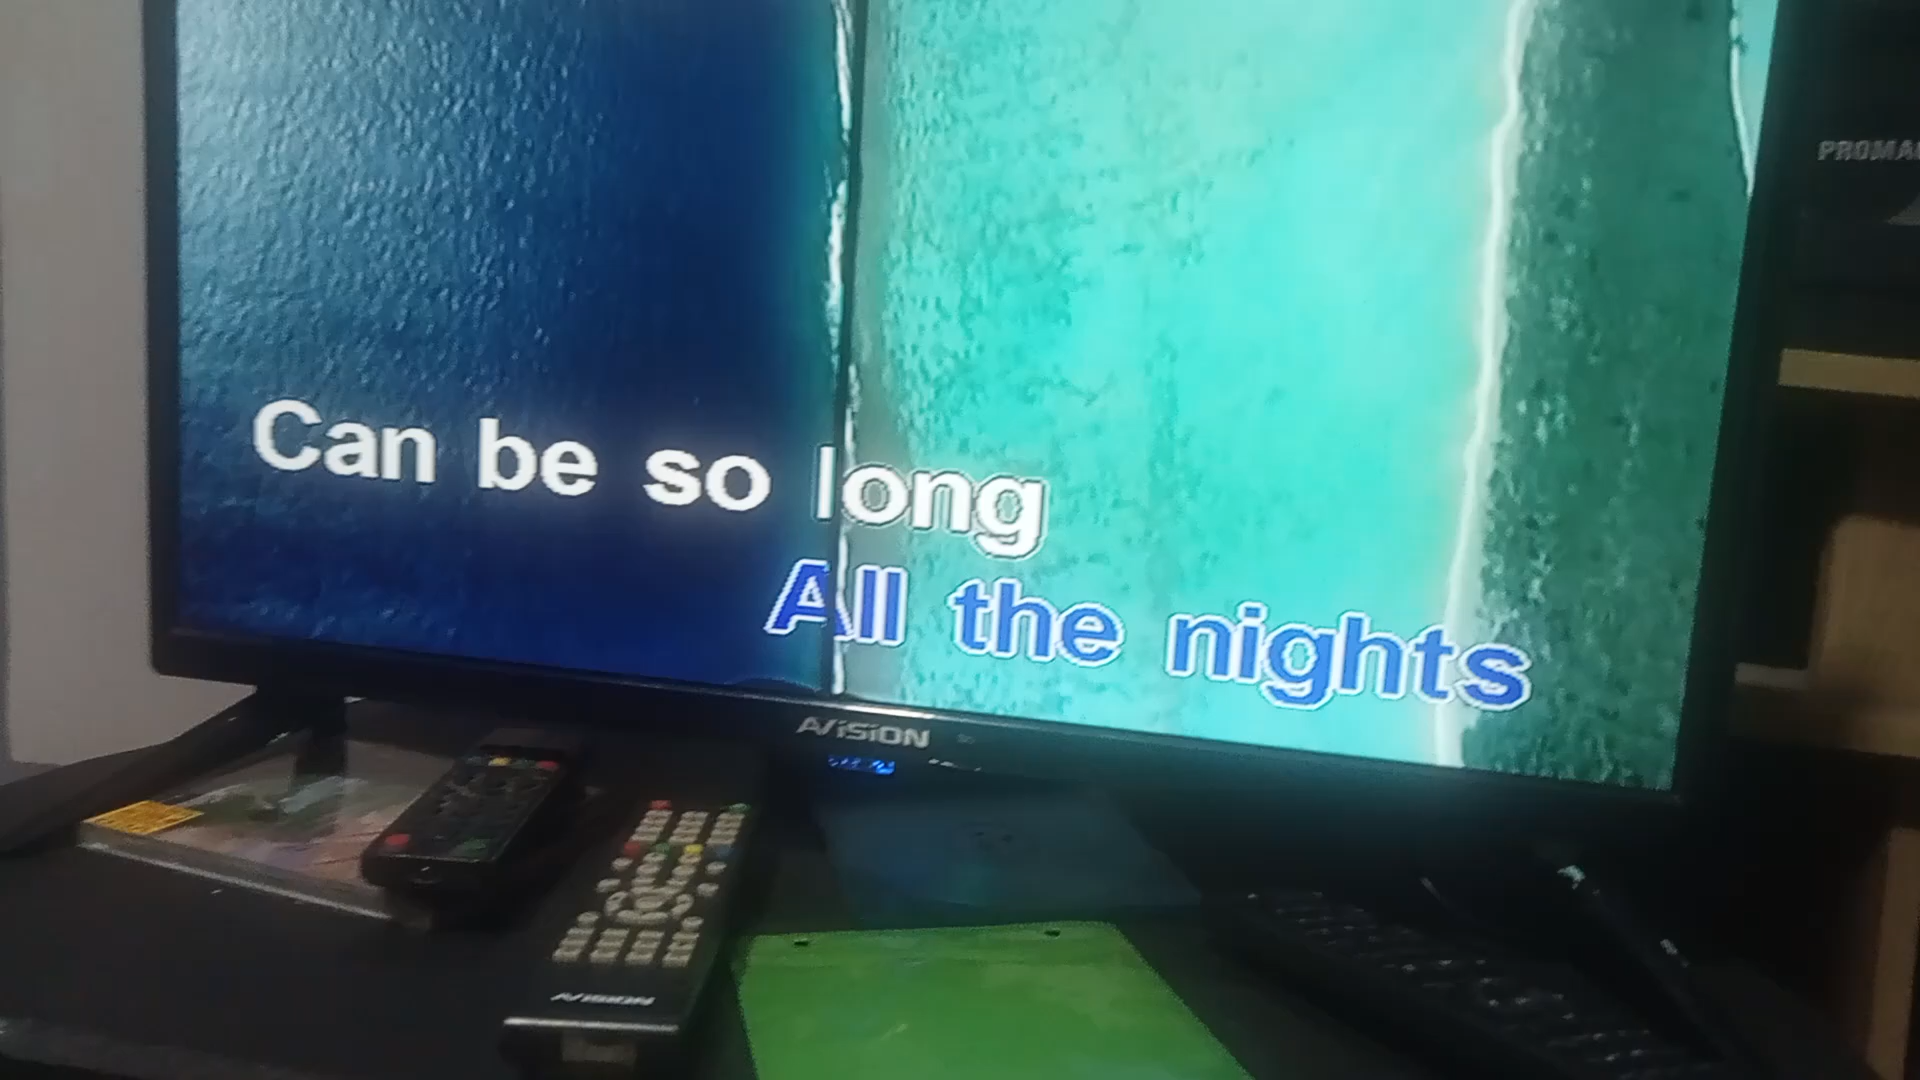 Can be so long
All the nights
AVISION
AVISION
PROMA